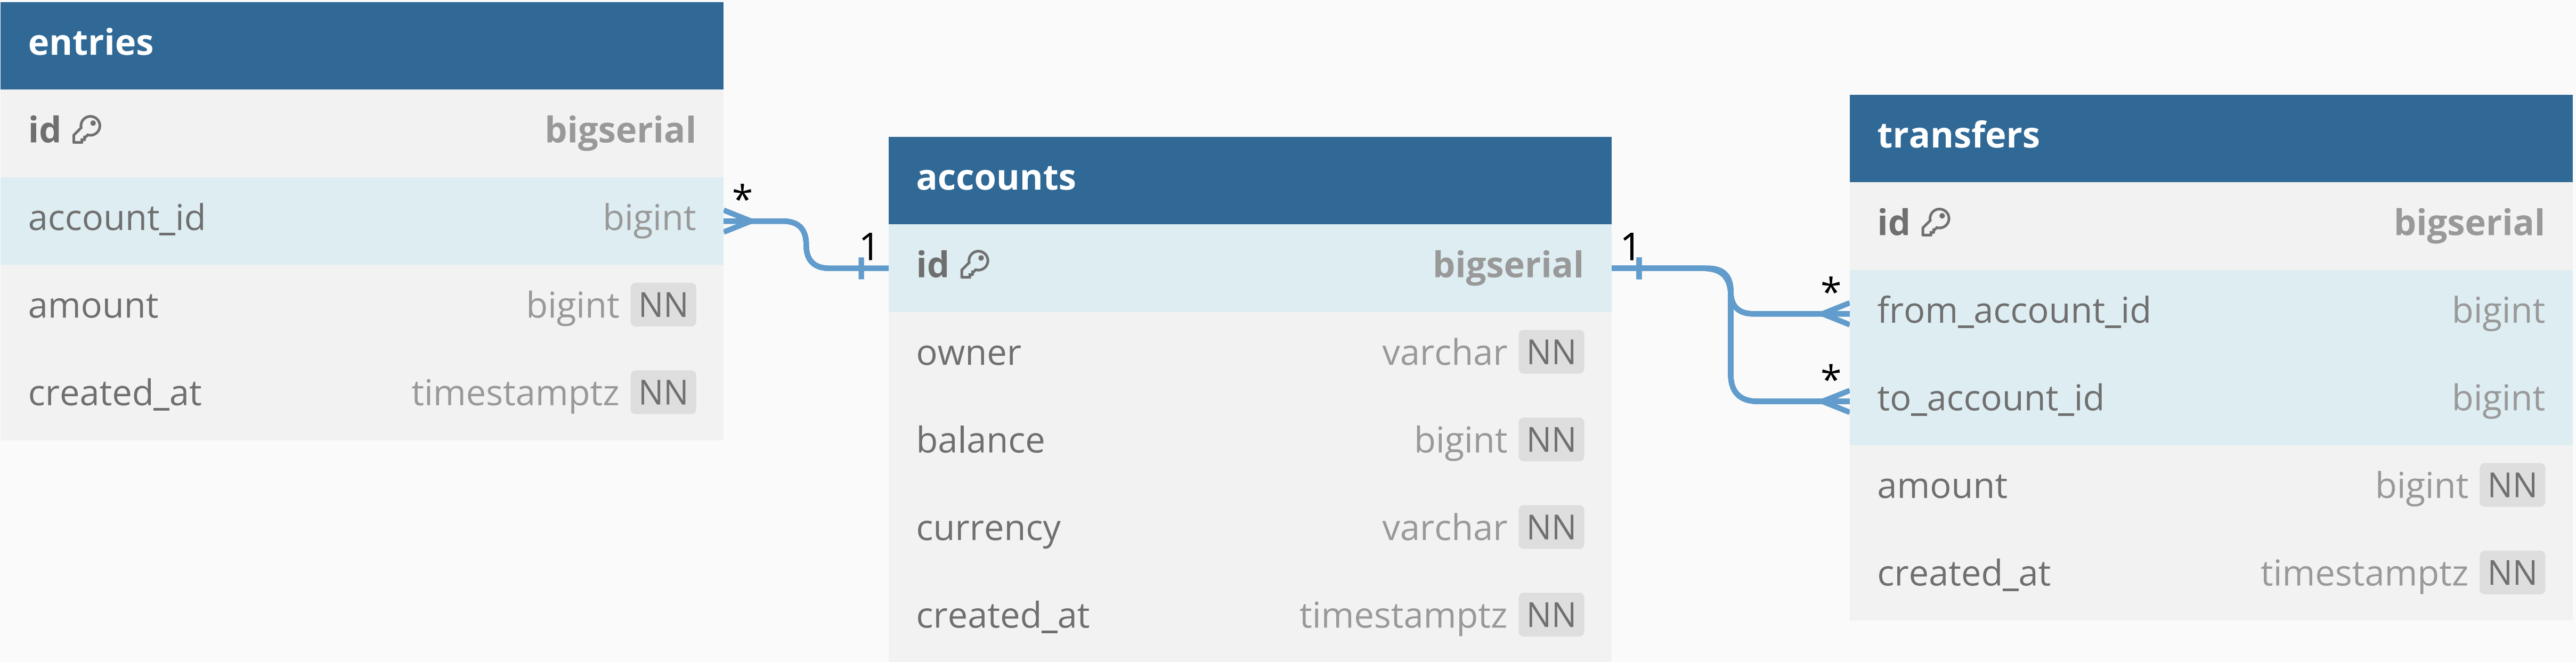 entries
id bigserial
account_id bigint
amount bigint NN
created_at timestamptz NN
*
1
accounts
id bigserial
owner varchar NN
balance bigint NN
currency varchar NN
created_at timestamptz NN
1
*
*
transfers
id bigserial
from_account_id bigint
to_account_id bigint
amount bigint NN
created_at timestamptz NN